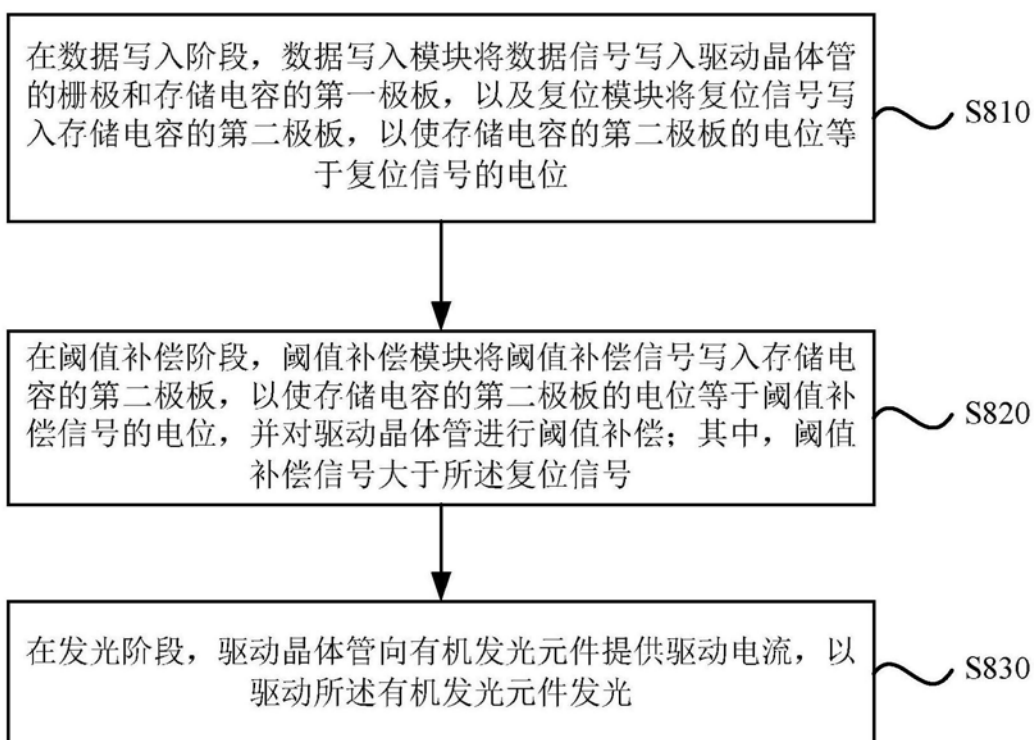 在数据写入阶段，数据写入模块将数据信号写入驱动晶体管
的栅极和存储电容的第一极板，以及复位模块将复位信号写
入存储电容的第二极板，以使存储电容的第二极板的电位等
于复位信号的电位
S810
在阈值补偿阶段，阈值补偿模块将阈值补偿信号写入存储电
容的第二极板，以使存储电容的第二极板的电位等于阈值补
偿信号的电位，并对驱动晶体管进行阈值补偿；其中，阈值
补偿信号大于所述复位信号
S820
在发光阶段，驱动晶体管向有机发光元件提供驱动电流，以
驱动所述有机发光元件发光
S830